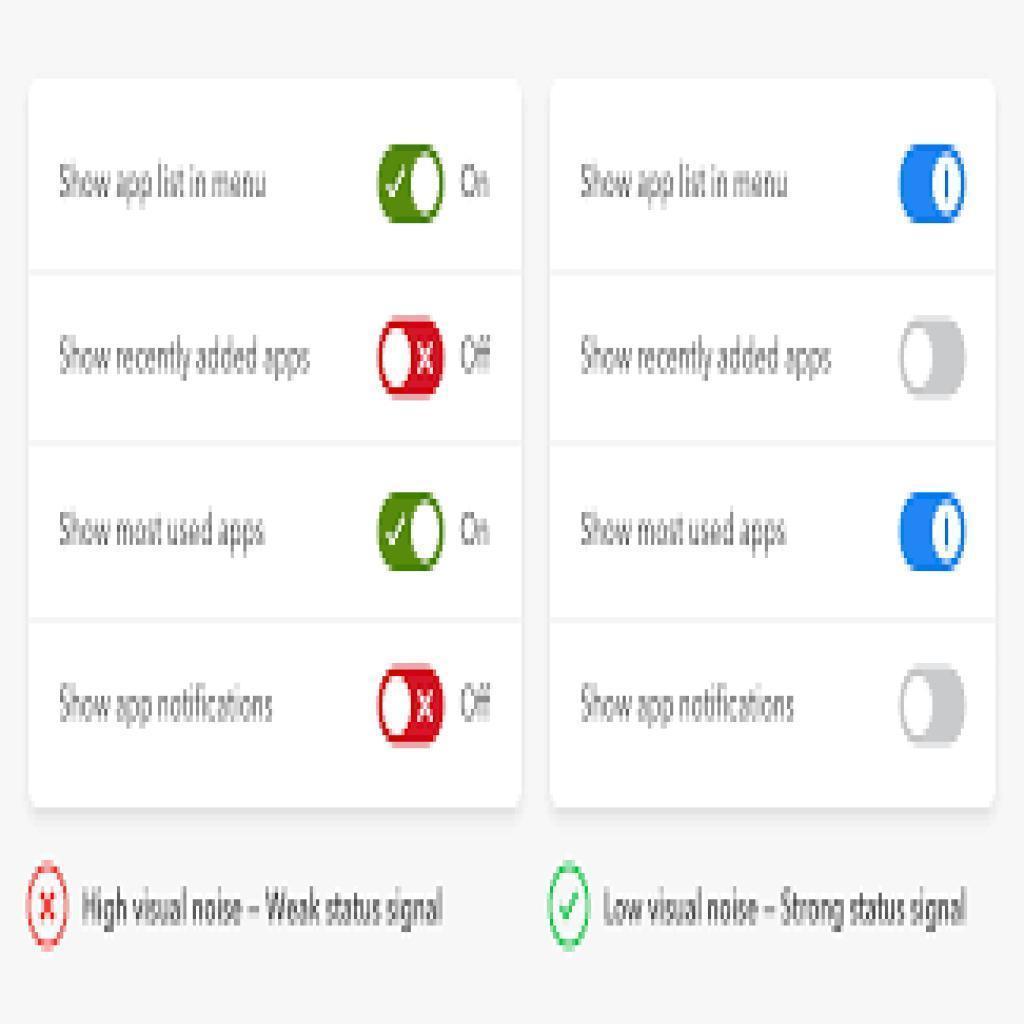 Show app list in menu On
Show recently added apps Off
Show most used apps On
Show app notifications Off
High visual noise – Weak status signal
Show app list in menu
Show recently added apps
Show most used apps
Show app notifications
Low visual noise – Strong status signal